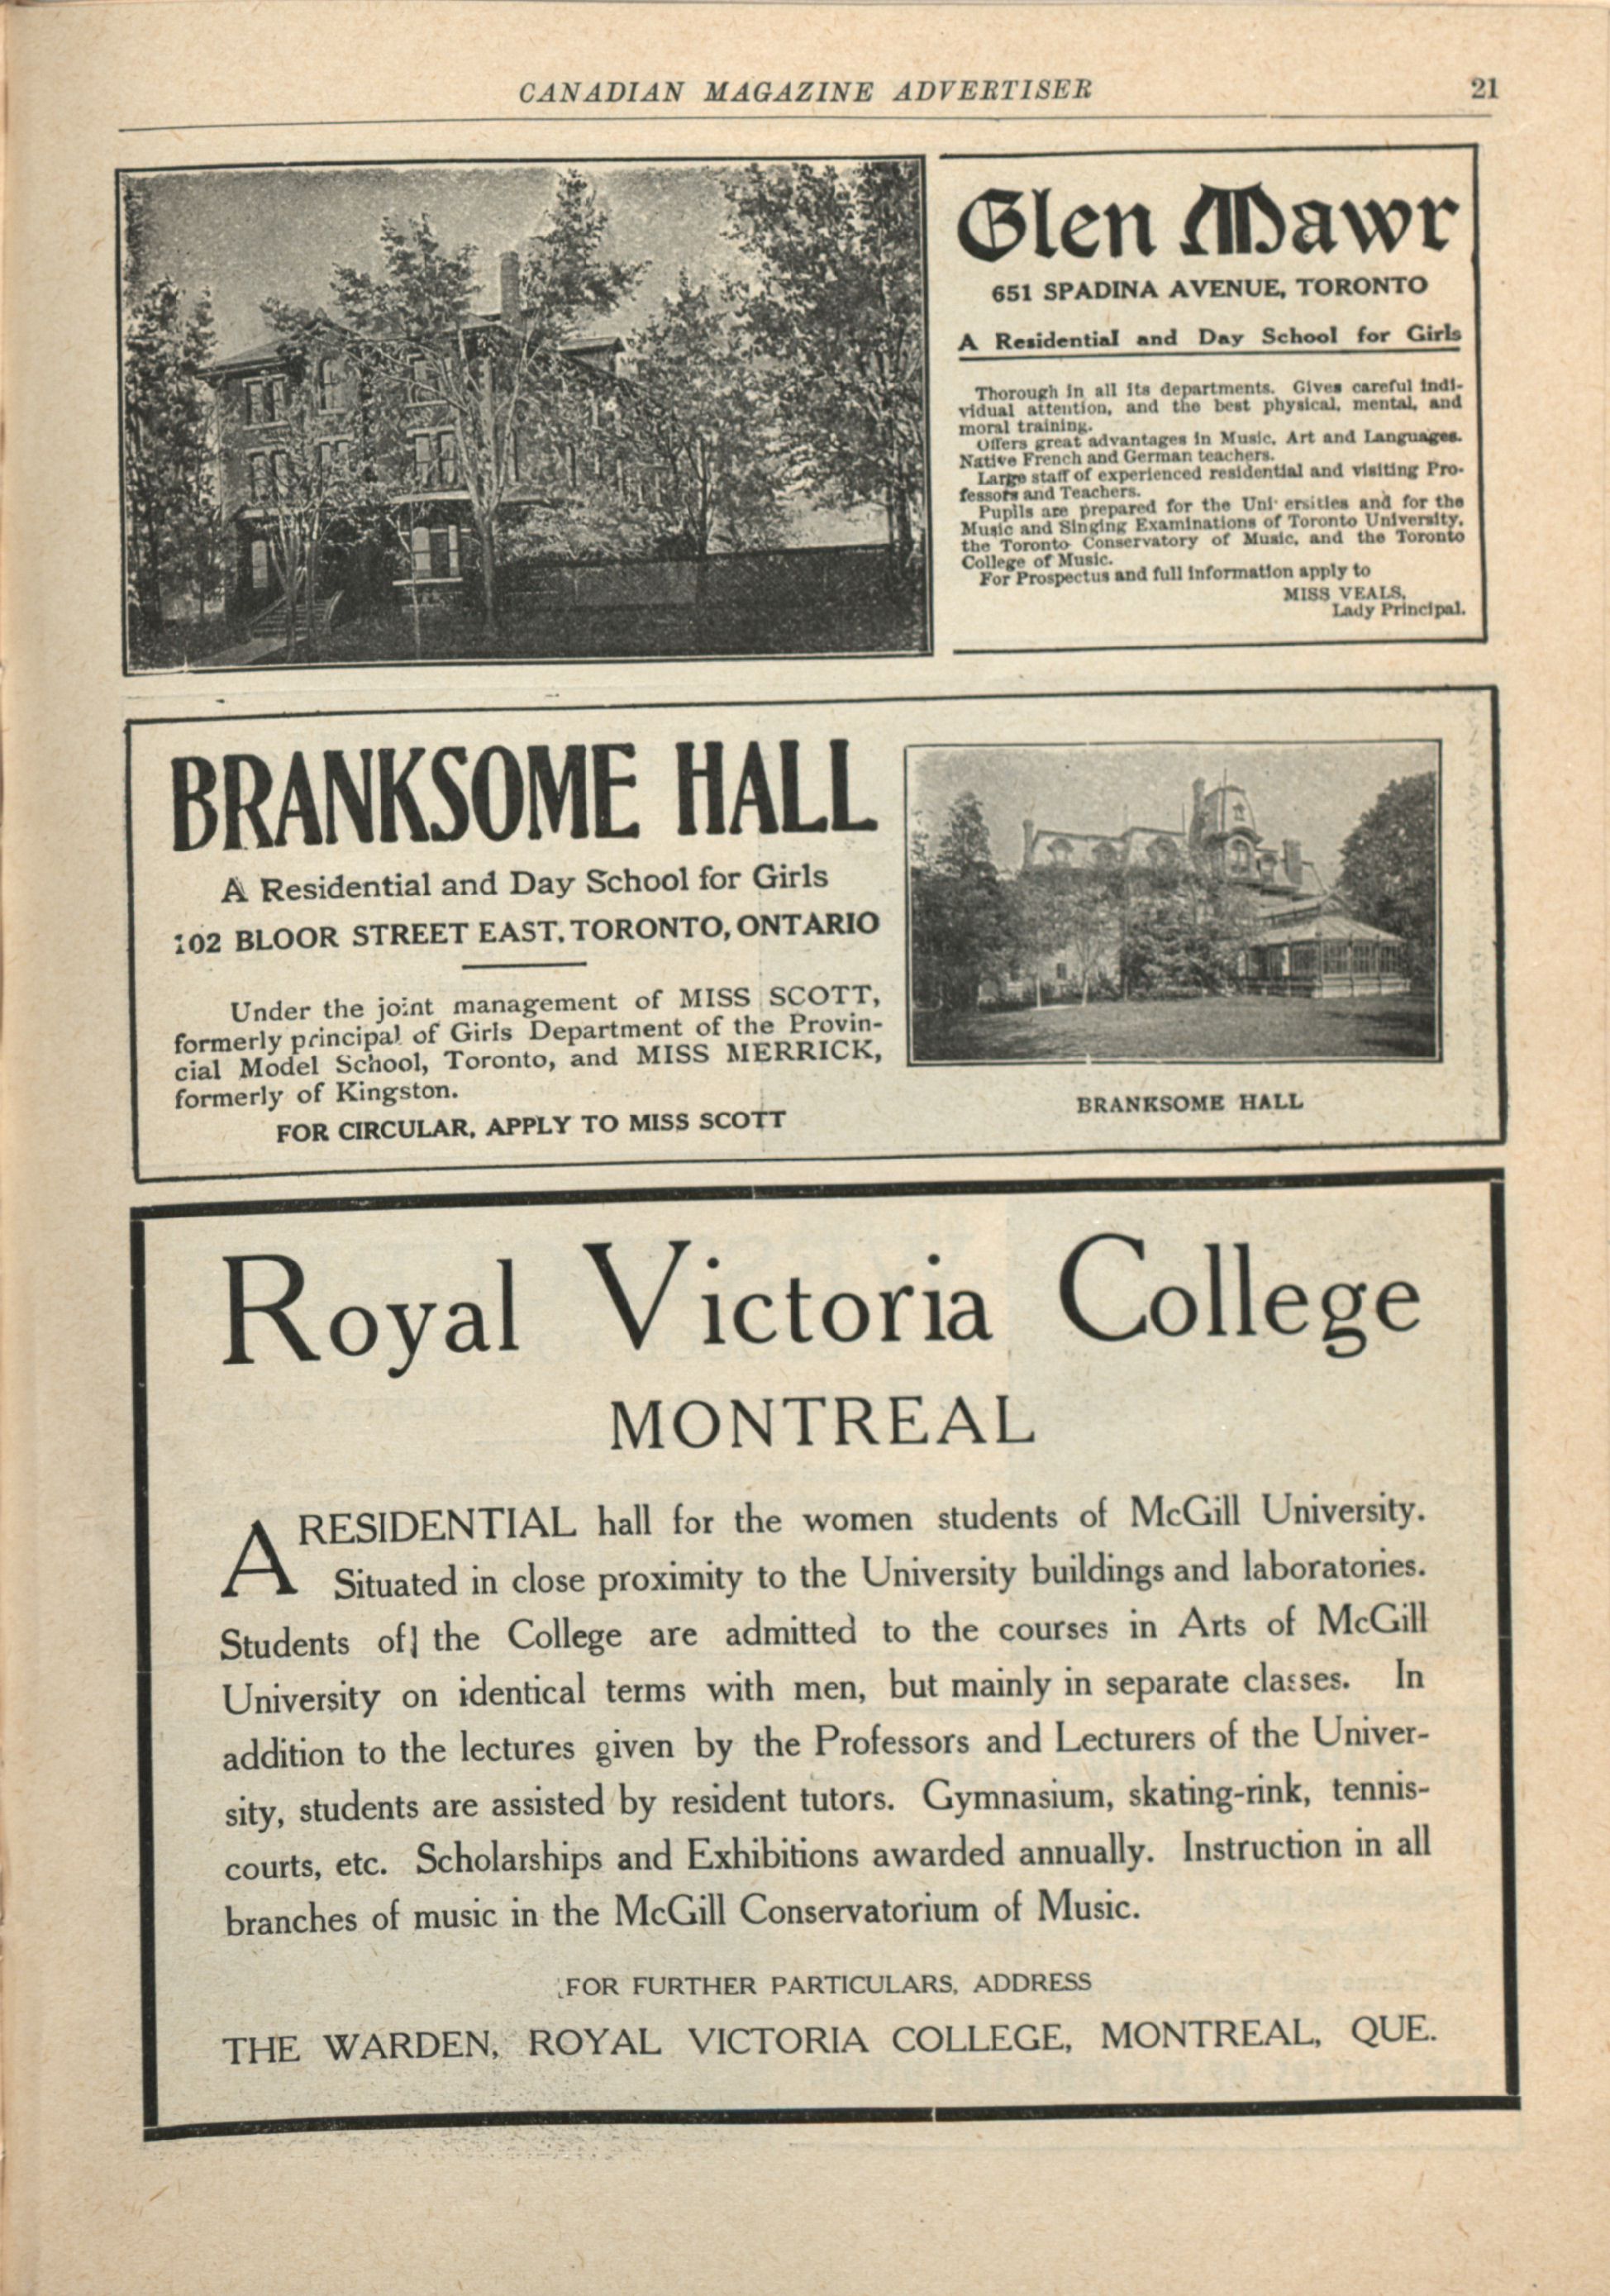 CANADIAN MAGAZINE ADVERTISER 21
Glen Mawr
651 SPADINA AVENUE, TORONTO
A Residential and Day School for Girls
Thorough in all its departments. Gives careful indi-
vidual attention, and the best physical, mental, and
moral training.
Offers great advantages in Music, Art and Languages.
Native French and German teachers.
Large staff of experienced residential and visiting Pro-
fessors and Teachers.
Pupils are prepared for the Uni ersities and for the
Music and Singing Examinations of Toronto University,
the Toronto Conservatory of Music, and the Toronto
College of Music.
For Prospectus and full information apply to
MISS VEALS,
Lady Principal.
BRANKSOME HALL
A Residential and Day School for Girls
102 BLOOR STREET EAST, TORONTO, ONTARIO
Under the joint management of MISS SCOTT,
formerly principal of Girls Department of the Provin-
cial Model School, Toronto, and MISS MERRICK,
formerly of Kingston.
FOR CIRCULAR, APPLY TO MISS SCOTT
BRANKSOME HALL
Royal Victoria College
MONTREAL
A RESIDENTIAL hall for the women students of McGill University.
Situated in close proximity to the University buildings and laboratories.
Students of the College are admitted to the courses in Arts of McGill
University on identical terms with men, but mainly in separate classes. In
addition to the lectures given by the Professors and Lecturers of the Univer-
sity, students are assisted by resident tutors. Gymnasium, skating-rink, tennis-
courts, etc. Scholarships and Exhibitions awarded annually. Instruction in all
branches of music in the McGill Conservatorium of Music.
FOR FURTHER PARTICULARS, ADDRESS
THE WARDEN, ROYAL VICTORIA COLLEGE, MONTREAL, QUE.